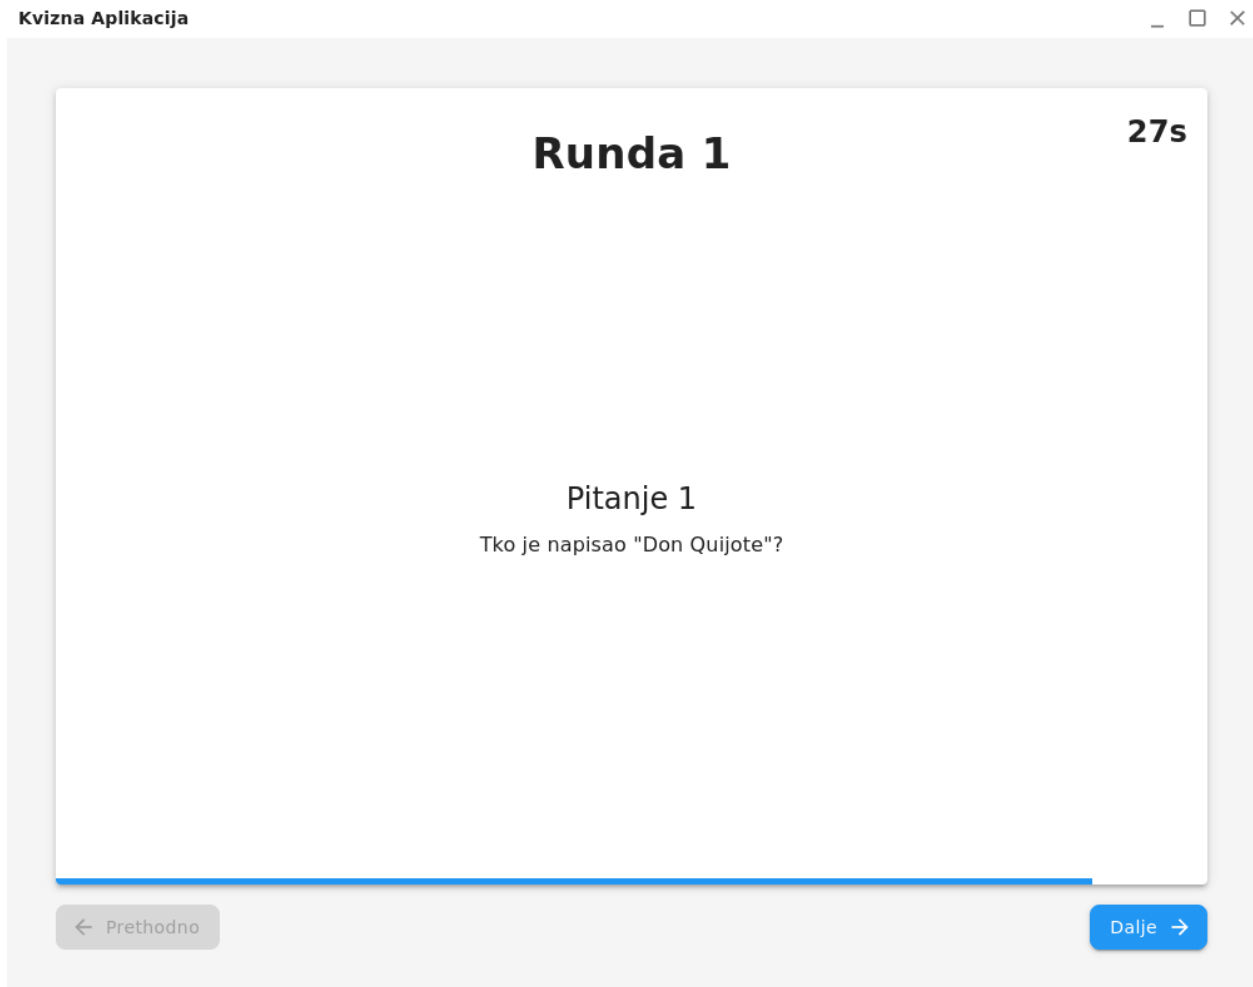 Kvizna Aplikacija
27s
Runda 1
Pitanje 1
Tko je napisao "Don Quijote"?
Prethodno
Dalje